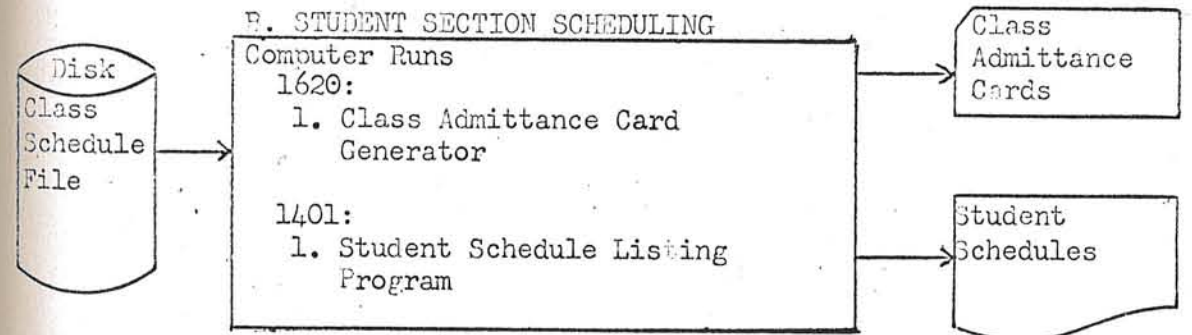 B. STUDENT SECTION SCHEDULING
Disk
Class
Schedule
File
Computer Runs
1620:
1. Class Admittance Card
Generator
1401:
1. Student Schedule Listing
Program
Class
Admittance
Cards
Student
Schedules